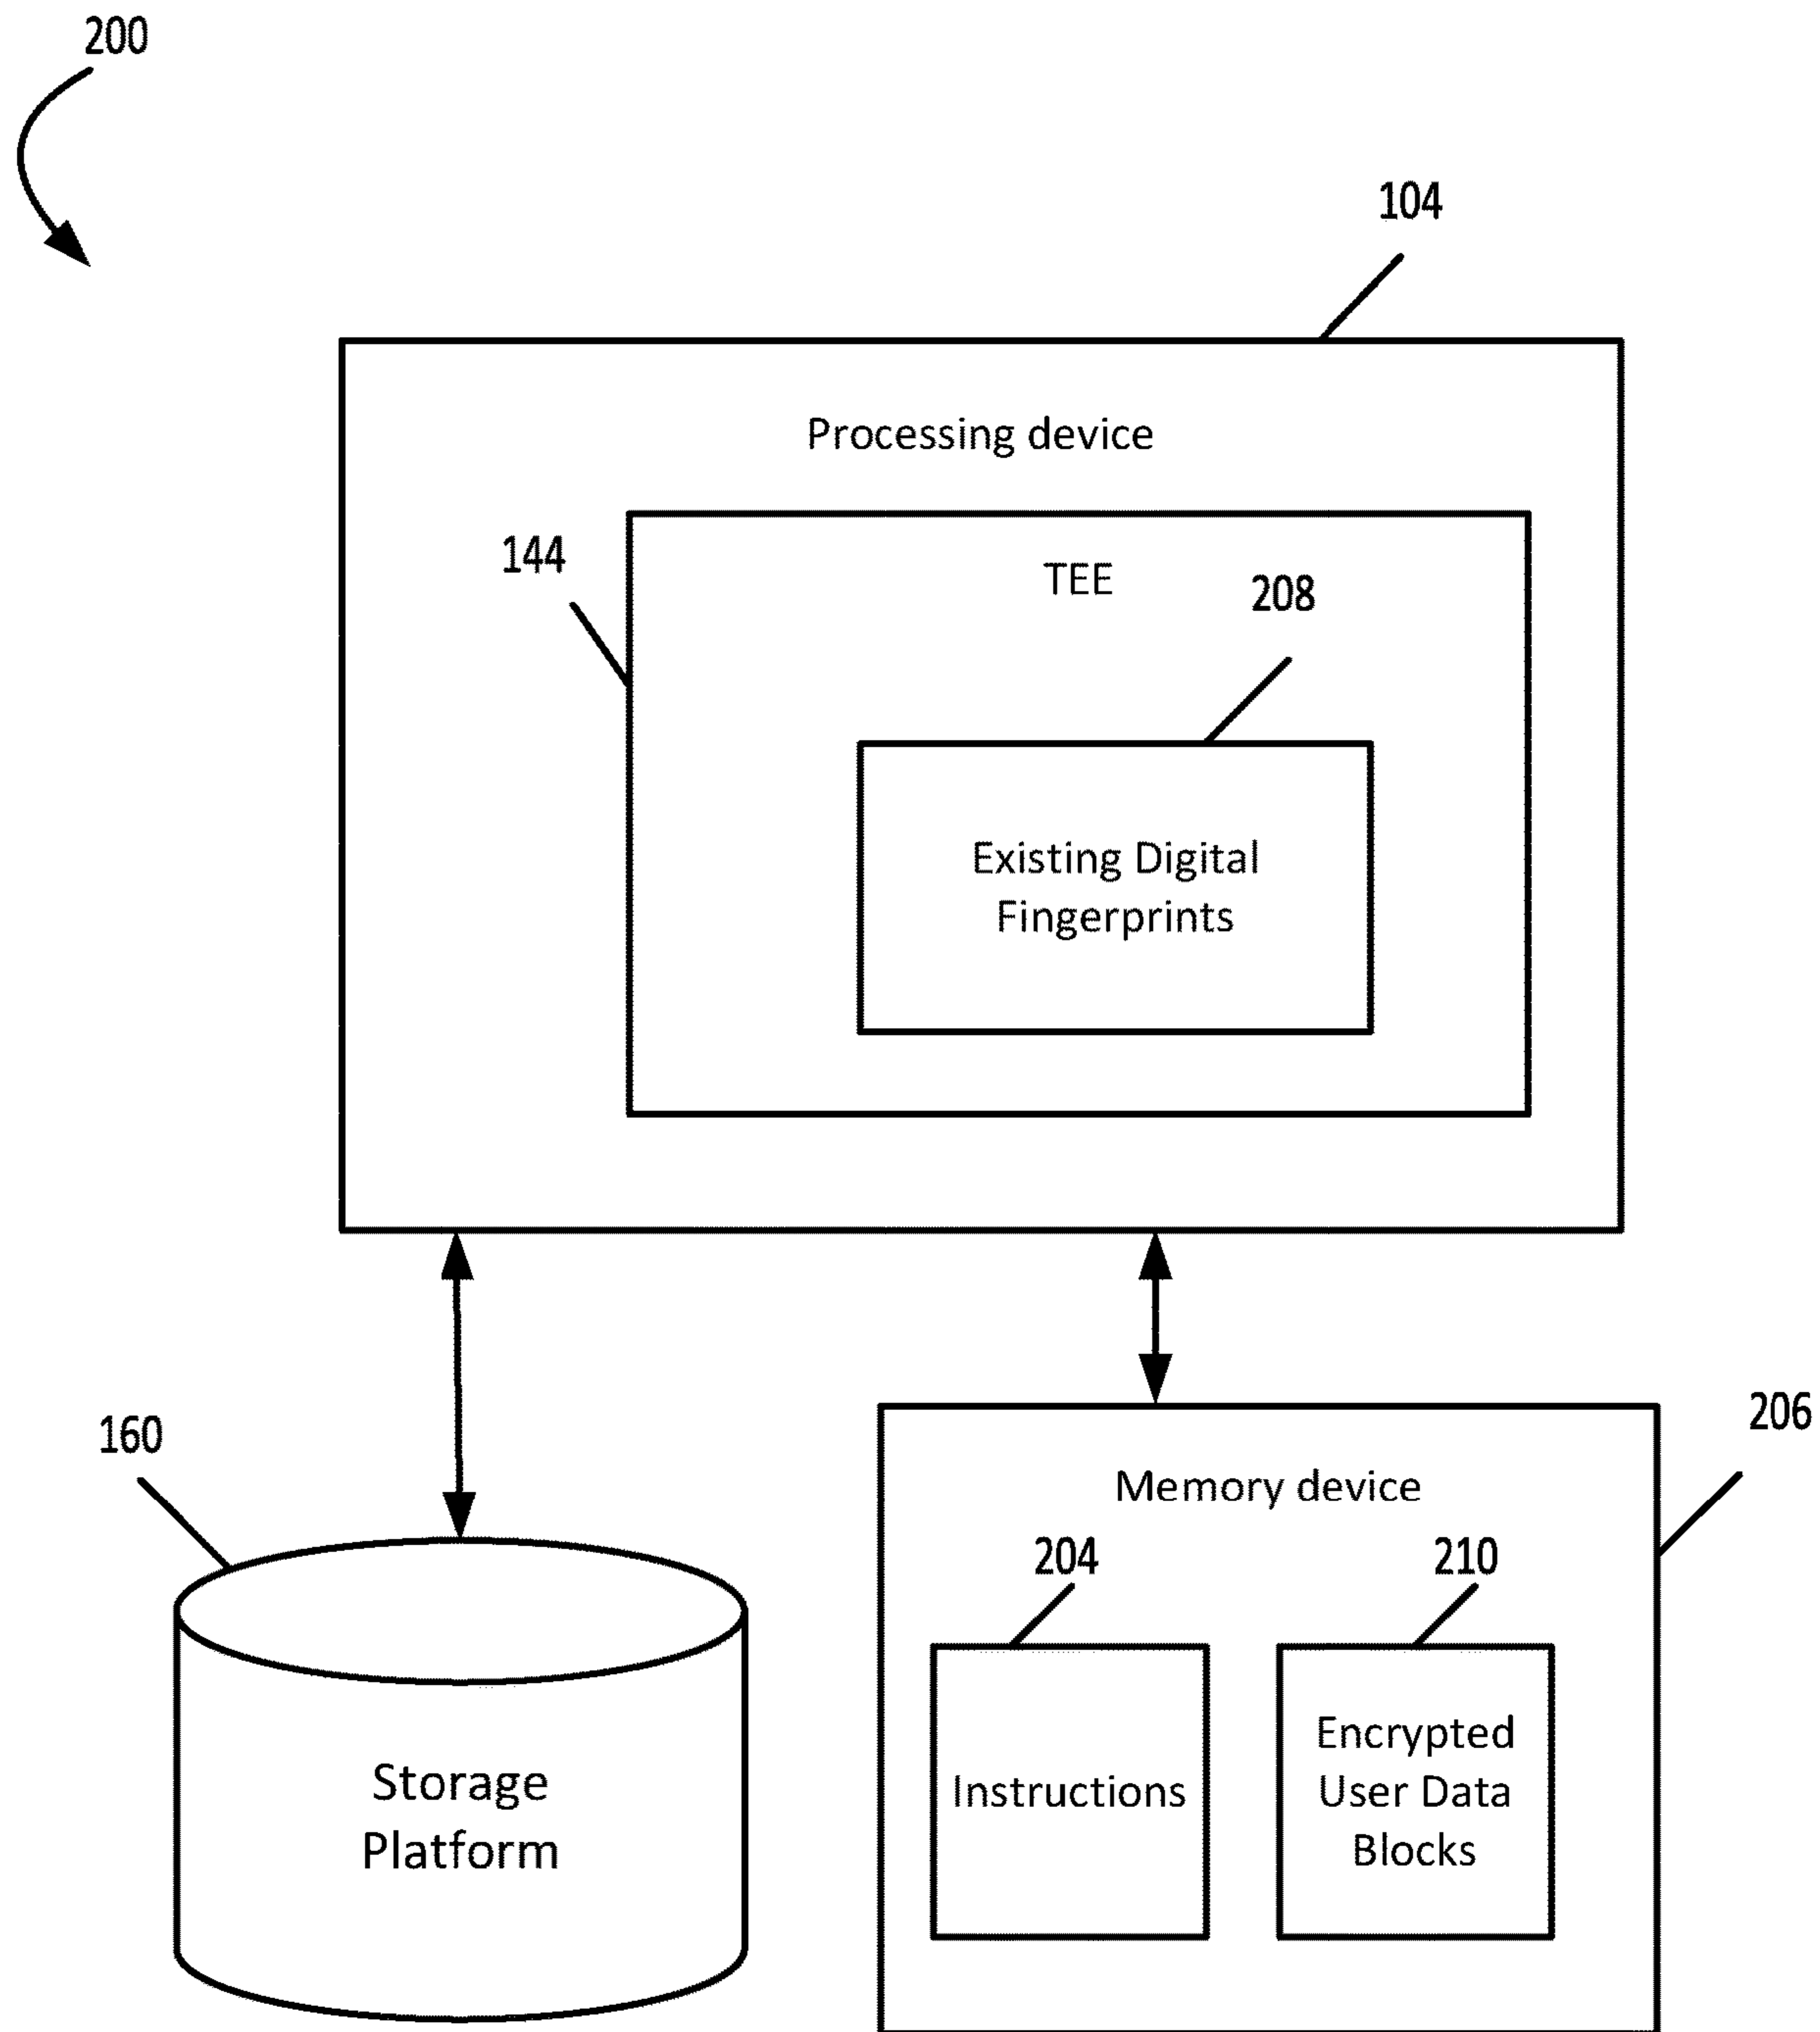 200
104
Processing device
144
TEE
208
Existing Digital
Fingerprints
160
206
Memory device
204
210
Storage
Platform
Instructions
Encrypted
User Data
Blocks